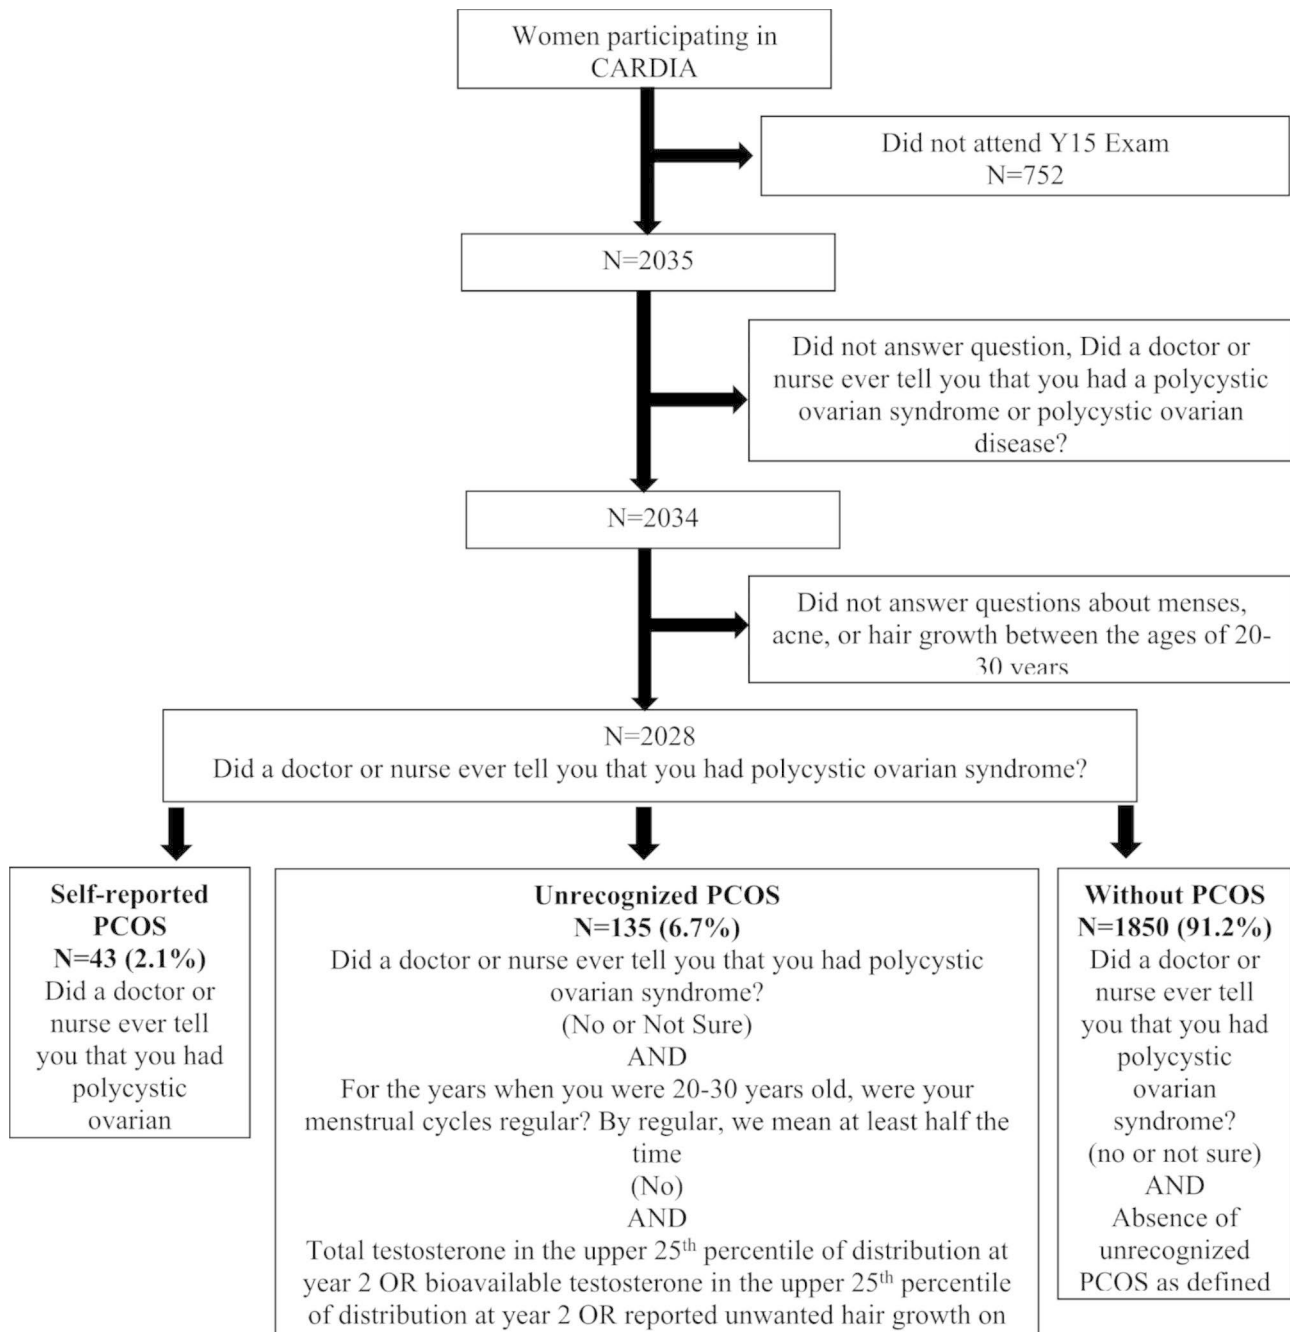 Women participating in
CARDIA
Did not attend Y15 Exam
N=752
N=2035
Did not answer question, Did a doctor or
nurse ever tell you that you had a polycystic
ovarian syndrome or polycystic ovarian
disease?
N=2034
Did not answer questions about menses,
acne, or hair growth between the ages of 20-
30 years
N=2028
Did a doctor or nurse ever tell you that you had polycystic ovarian syndrome?
Self-reported
PCOS
N=43 (2.1%)
Did a doctor or
nurse ever tell
you that you had
polycystic
ovarian
Unrecognized PCOS
N=135 (6.7%)
Did a doctor or nurse ever tell you that you had polycystic
ovarian syndrome?
(No or Not Sure)
AND
For the years when you were 20-30 years old, were your
menstrual cycles regular? By regular, we mean at least half the
time
(No)
AND
Total testosterone in the upper 25th percentile of distribution at
year 2 OR bioavailable testosterone in the upper 25th percentile
of distribution at year 2 OR reported unwanted hair growth on
Without PCOS
N=1850 (91.2%)
Did a doctor or
nurse ever tell
you that you had
polycystic
ovarian
syndrome?
(no or not sure)
AND
Absence of
unrecognized
PCOS as defined